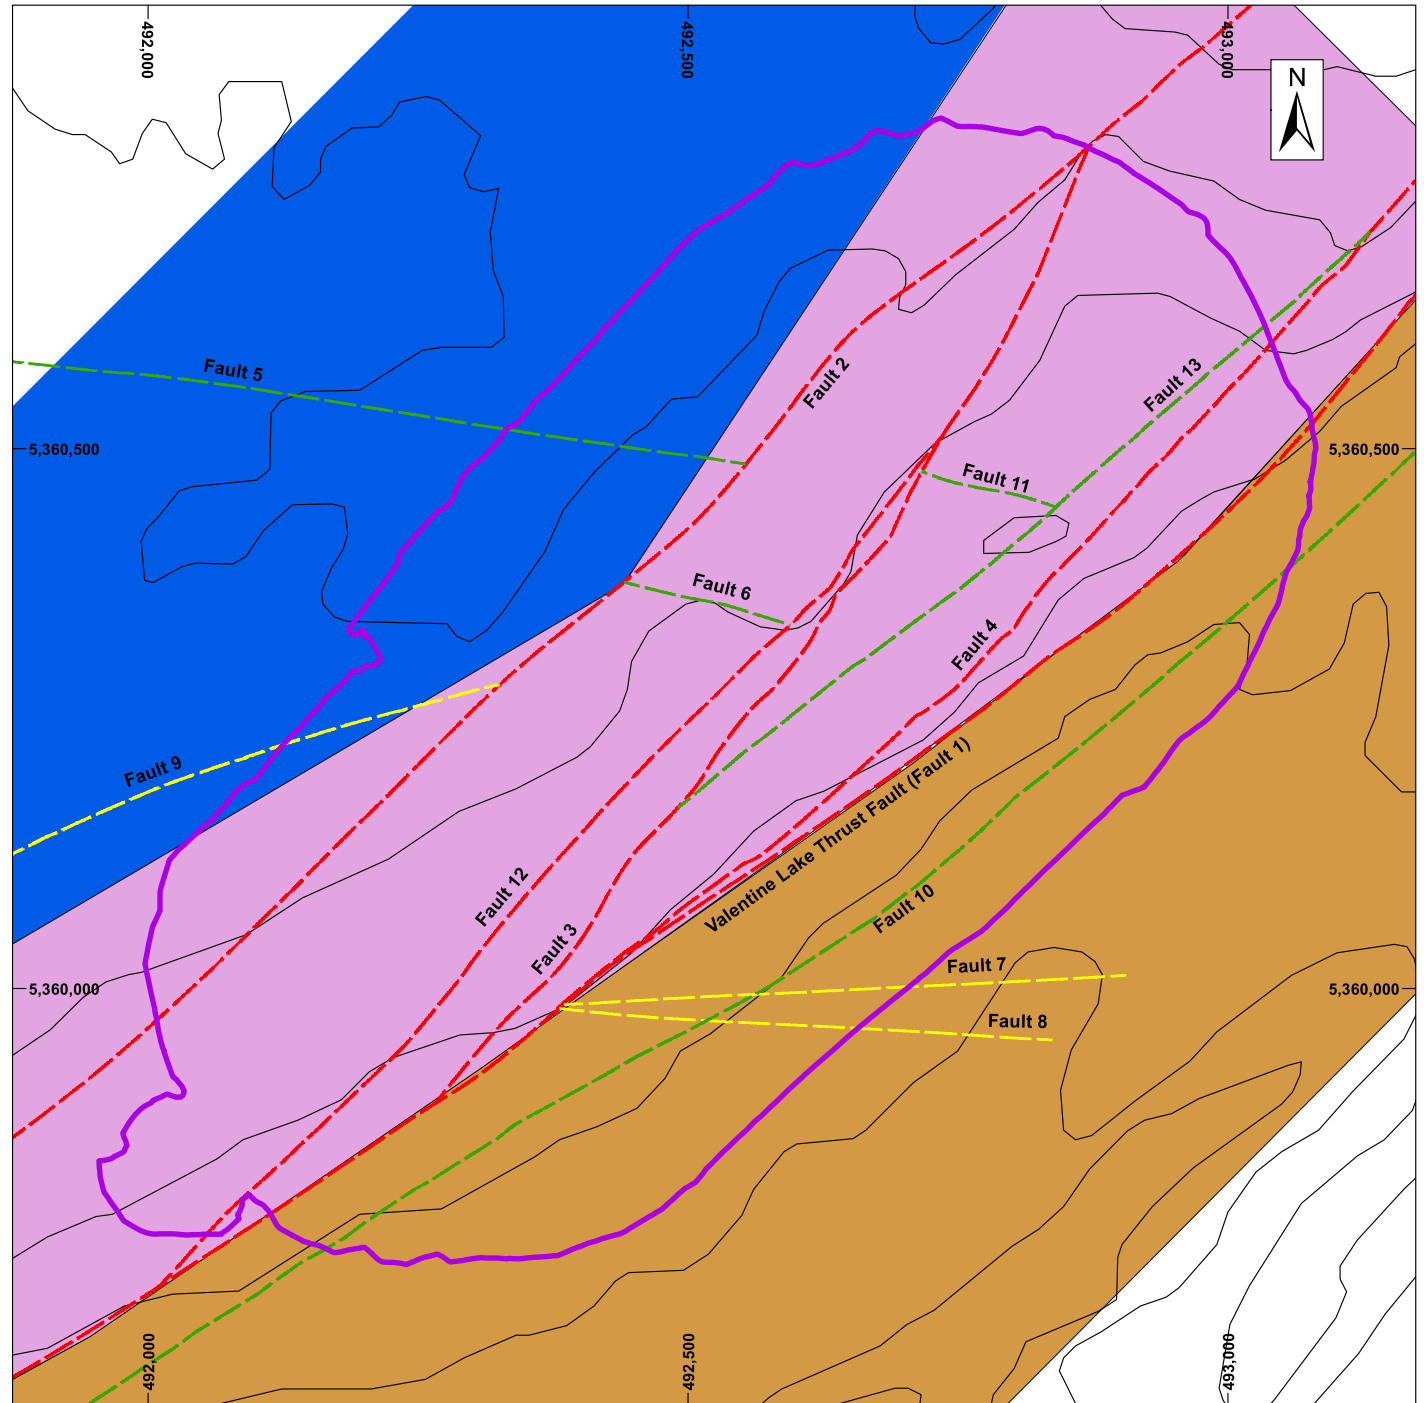 492,000
492,500
493,000
N
Fault 5
Fault 2
Fault 13
5,360,500
5,360,500
Fault 11
Fault 6
Fault 4
Fault 9
Valentine Lake Thrust Fault (Fault 1)
Fault 12
Fault 10
Fault 3
Fault 7
5,360,000
5,360,000
Fault 8
492,000
492,500
493,000